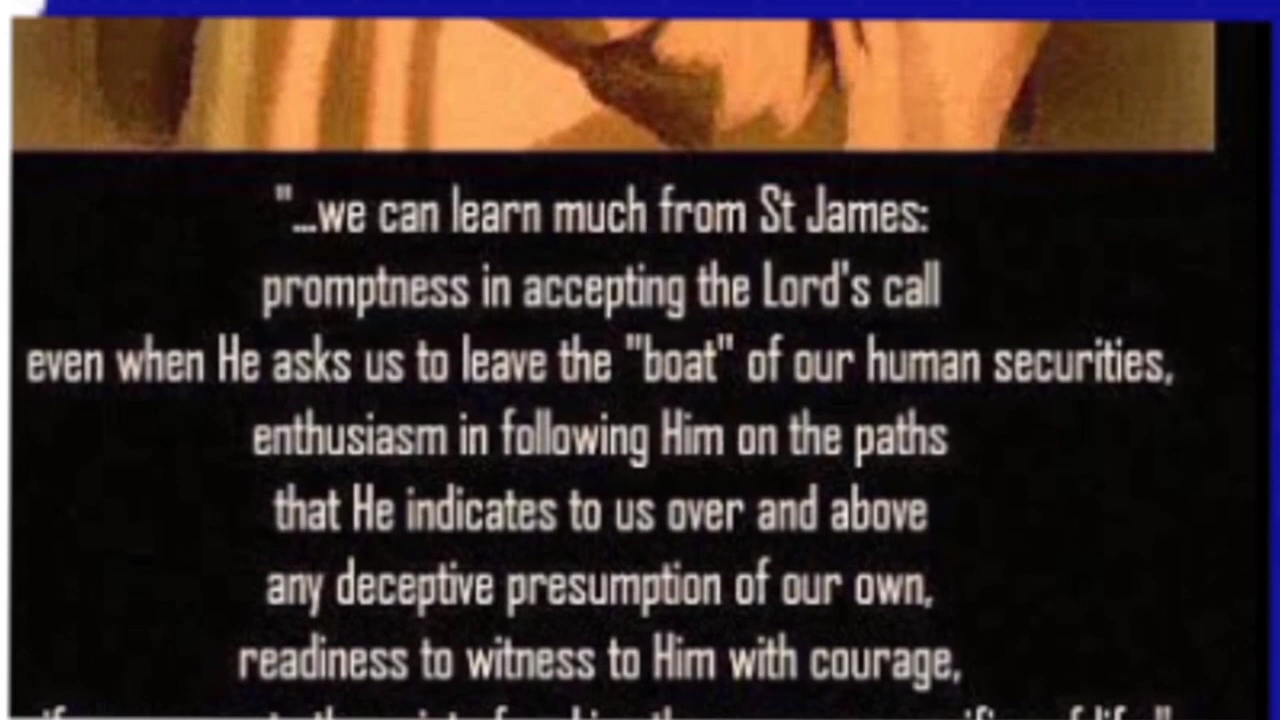 "...we can learn much from St James:
promptness in accepting the Lord's call
even when He asks us to leave the "boat" of our human securities,
enthusiasm in following Him on the paths
that He indicates to us over and above
any deceptive presumption of our own,
readiness to witness to Him with courage,